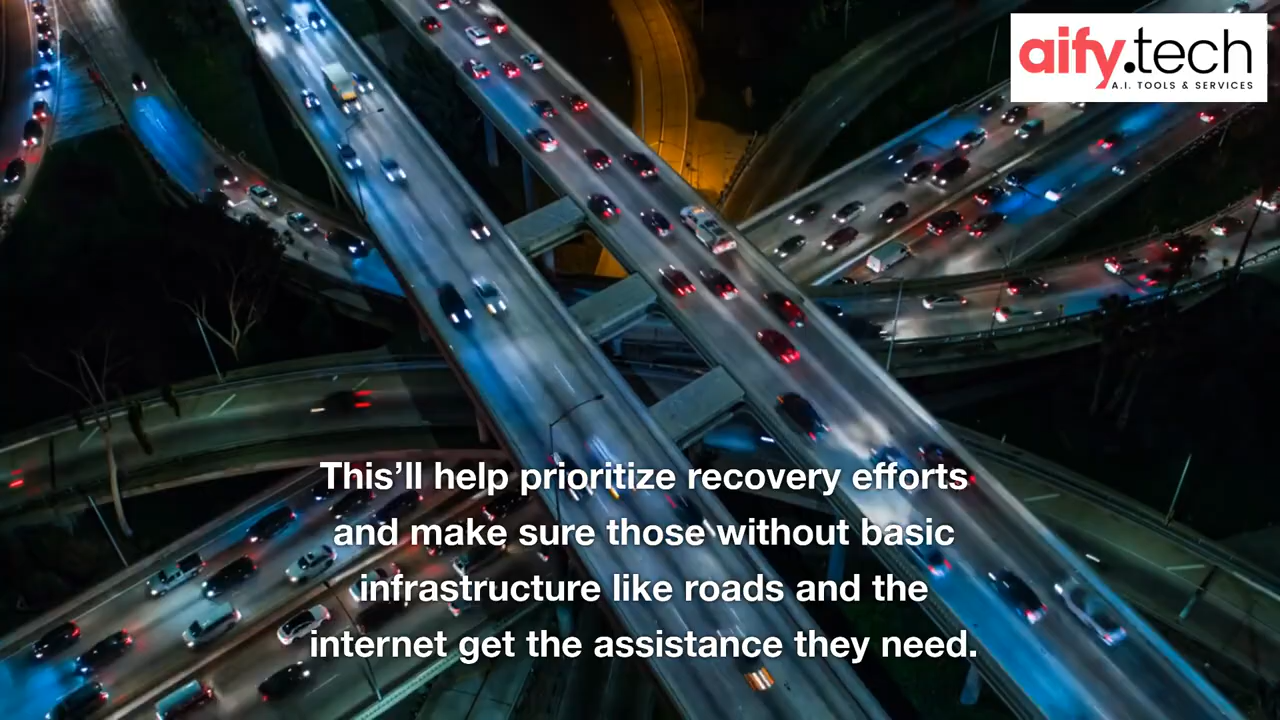 aify.tech
A.I. TOOLS & SERVICES
This’ll help prioritize recovery efforts
and make sure those without basic
infrastructure like roads and the
internet get the assistance they need.